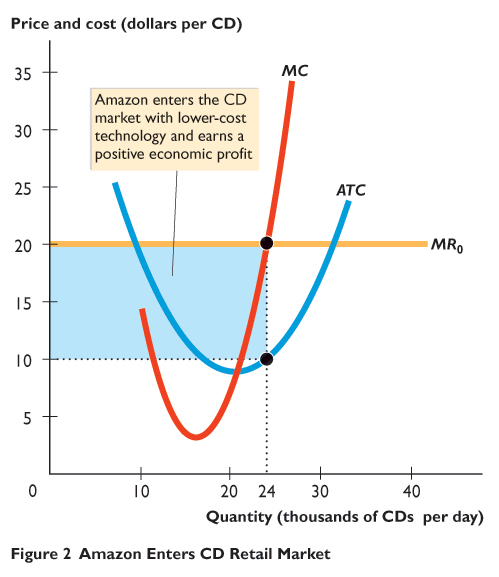 Price and cost (dollars per CD)
MC
35
Amazon enters the CD
market with lower-cost
technology and earns a
positive economic profit
30
25
ATC
20
MR0
15
10
5
0
10
20
24
30
40
Quantity (thousands of CDs per day)
Figure 2 Amazon Enters CD Retail Market